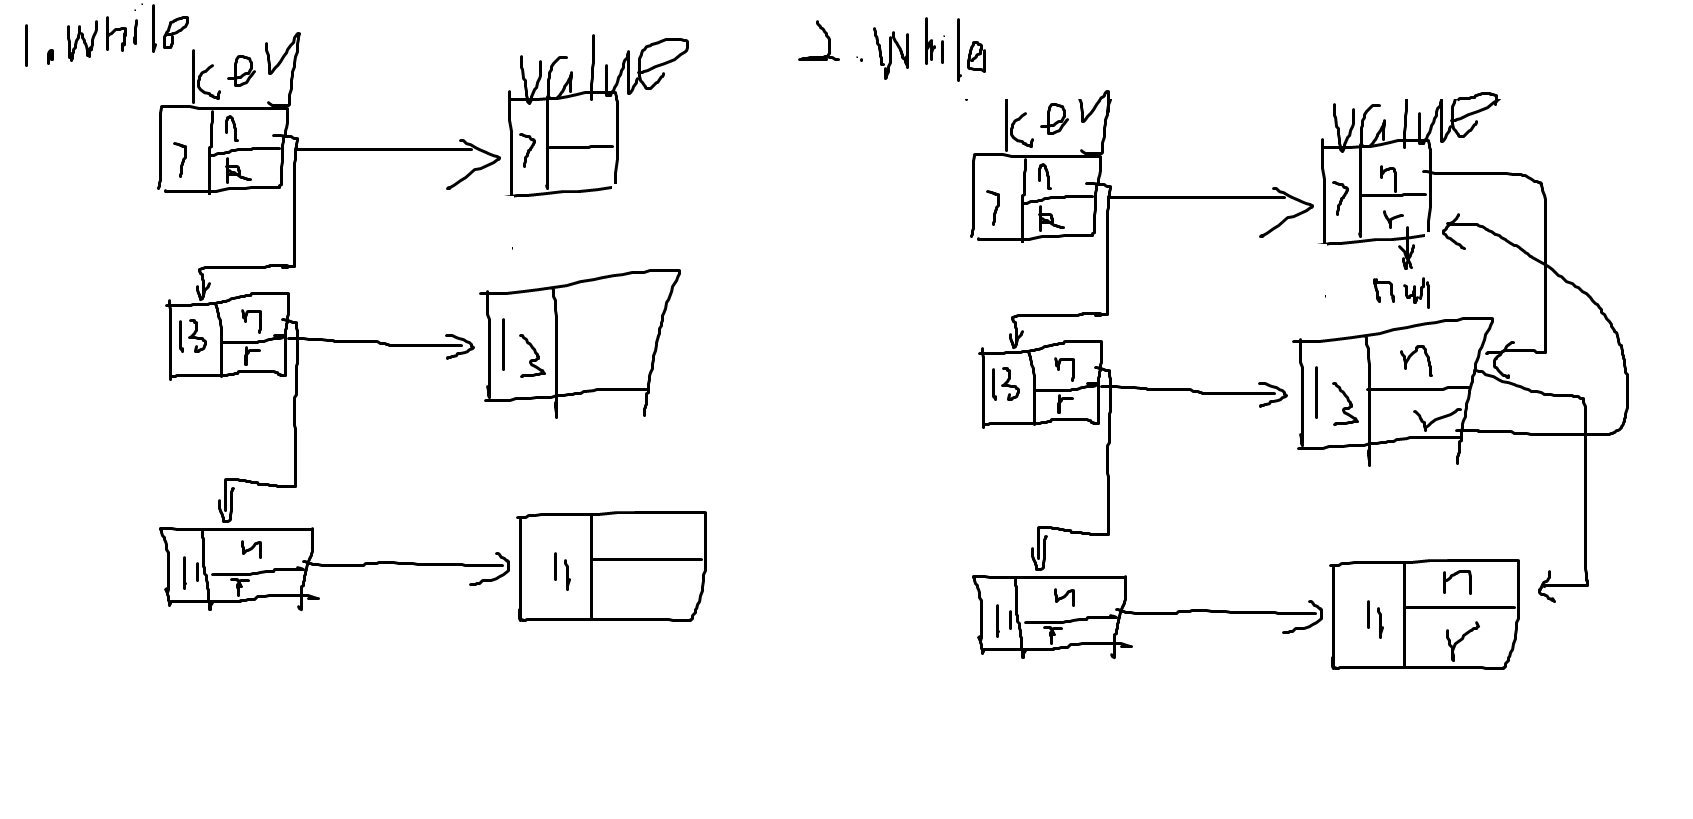 1. While
key value
7 n
R
7
13 n
r
13
11 n
r
11
2. While
key value
7 n
R
7 n
r
null
13 n
r
13 n
r
11 n
r
11 n
r